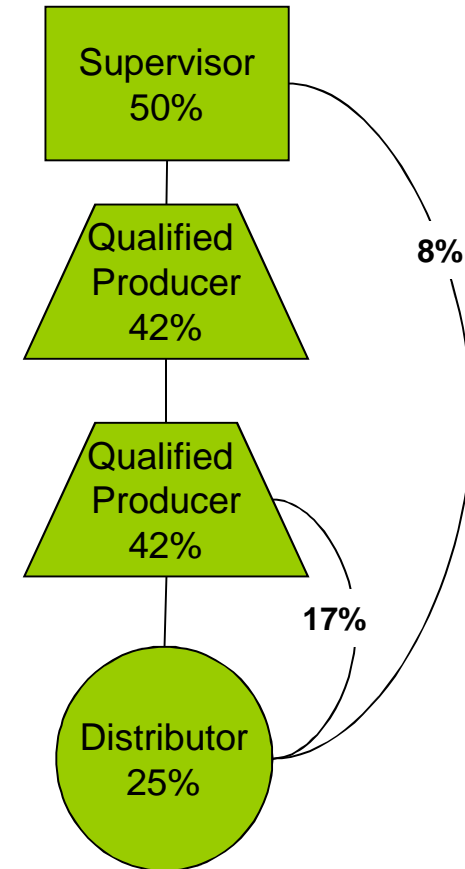 Supervisor
50%
Qualified
Producer
42%
8%
Qualified
Producer
42%
17%
Distributor
25%